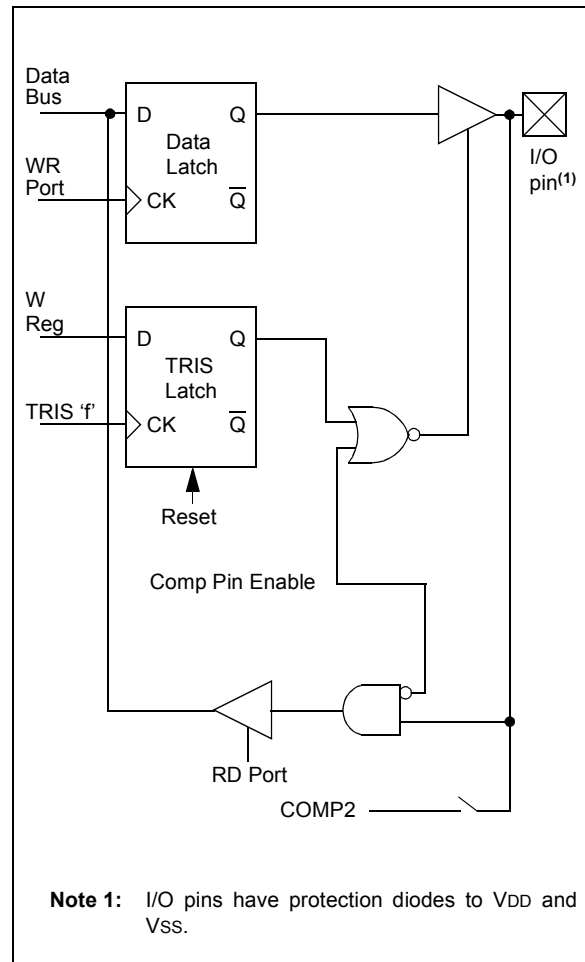 Data
Bus
D
Q
Data
Latch
WR
Port
CK
Q
I/O
pin(1)
W
Reg
D
Q
TRIS
Latch
TRIS ‘f’
CK
Q
Reset
Comp Pin Enable
RD Port
COMP2
Note 1: I/O pins have protection diodes to VDD and
VSS.